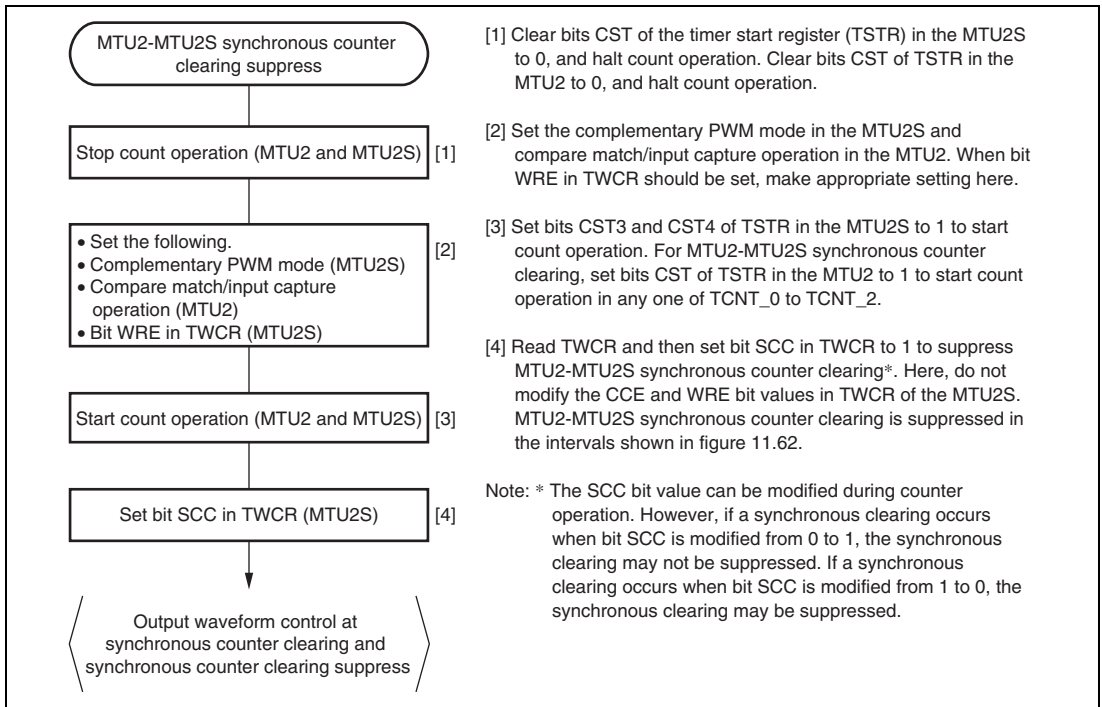 MTU2-MTU2S synchronous counter
clearing suppress
Stop count operation (MTU2 and MTU2S)
[1]
• Set the following.
• Complementary PWM mode (MTU2S)
• Compare match/input capture
operation (MTU2)
• Bit WRE in TWCR (MTU2S)
[2]
Start count operation (MTU2 and MTU2S)
[3]
Set bit SCC in TWCR (MTU2S)
[4]
Output waveform control at
synchronous counter clearing and
synchronous counter clearing suppress
[1] Clear bits CST of the timer start register (TSTR) in the MTU2S
to 0, and halt count operation. Clear bits CST of TSTR in the
MTU2 to 0, and halt count operation.
[2] Set the complementary PWM mode in the MTU2S and
compare match/input capture operation in the MTU2. When bit
WRE in TWCR should be set, make appropriate setting here.
[3] Set bits CST3 and CST4 of TSTR in the MTU2S to 1 to start
count operation. For MTU2-MTU2S synchronous counter
clearing, set bits CST of TSTR in the MTU2 to 1 to start count
operation in any one of TCNT_0 to TCNT_2.
[4] Read TWCR and then set bit SCC in TWCR to 1 to suppress
MTU2-MTU2S synchronous counter clearing*. Here, do not
modify the CCE and WRE bit values in TWCR of the MTU2S.
MTU2-MTU2S synchronous counter clearing is suppressed in
the intervals shown in figure 11.62.
Note: * The SCC bit value can be modified during counter
operation. However, if a synchronous clearing occurs
when bit SCC is modified from 0 to 1, the synchronous
clearing may not be suppressed. If a synchronous
clearing occurs when bit SCC is modified from 1 to 0, the
synchronous clearing may be suppressed.